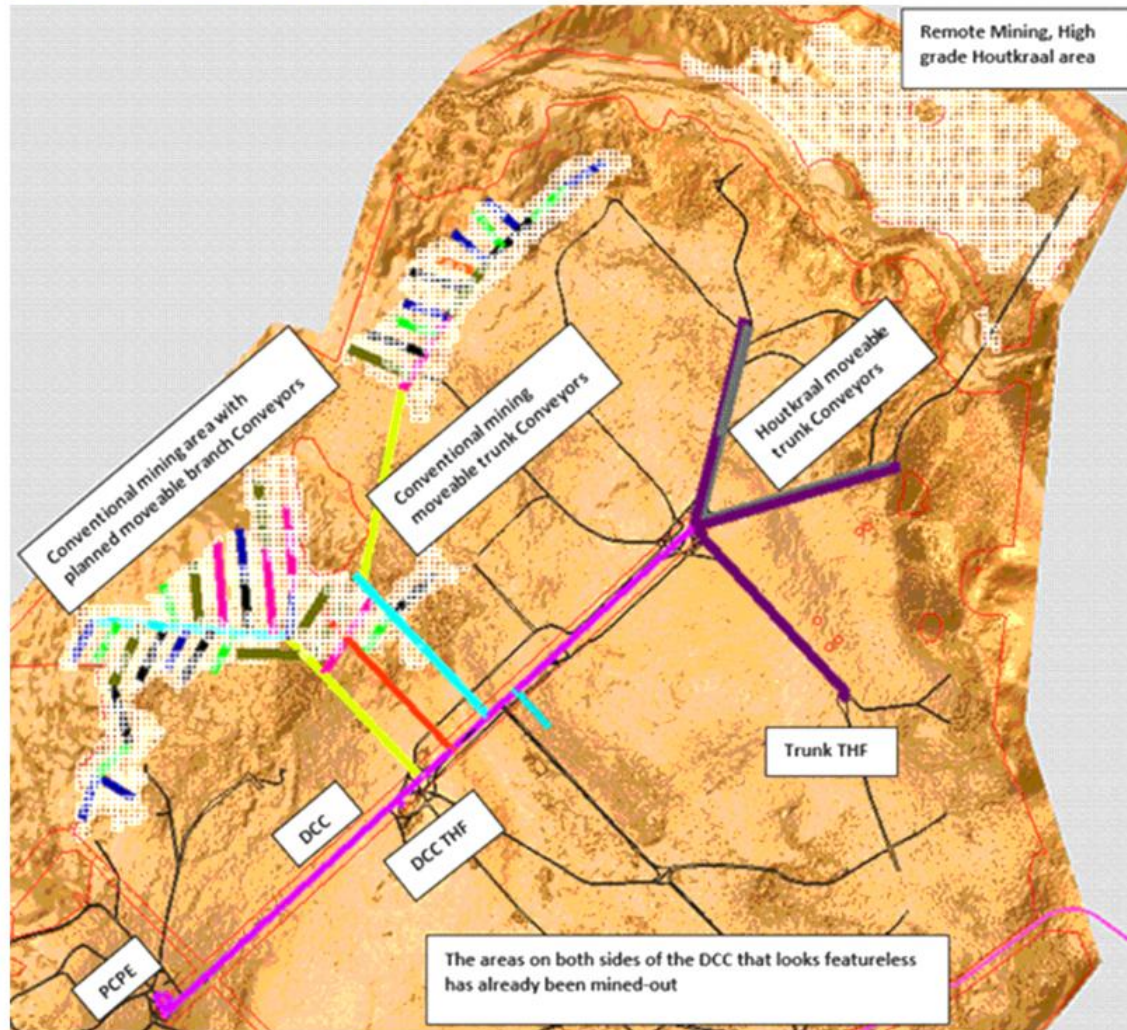 Remote Mining, High
grade Houtkraal area
Conventional mining area with
planned moveable branch Conveyors
Conventional mining
moveable trunk Conveyors
Houtkraal moveable
trunk Conveyors
Trunk THF
DCC
DCC THF
PCPE
The areas on both sides of the DCC that looks featureless
has already been mined-out